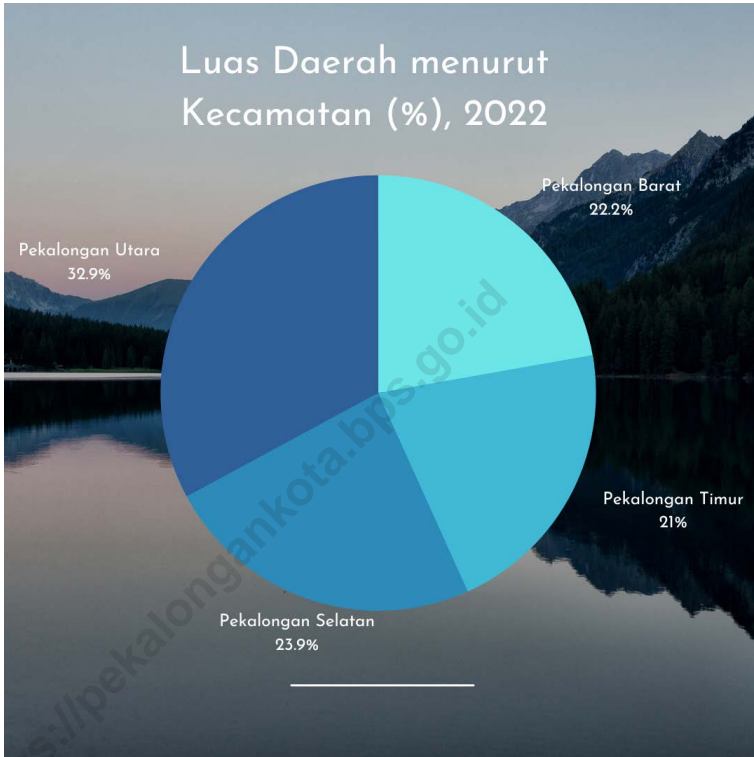 Luas Daerah menurut
Kecamatan (%), 2022
Pekalongan Barat
22.2%
Pekalongan Utara
32.9%
Pekalongan Timur
21%
Pekalongan Selatan
23.9%
s://pekalongankota.bps.go.id